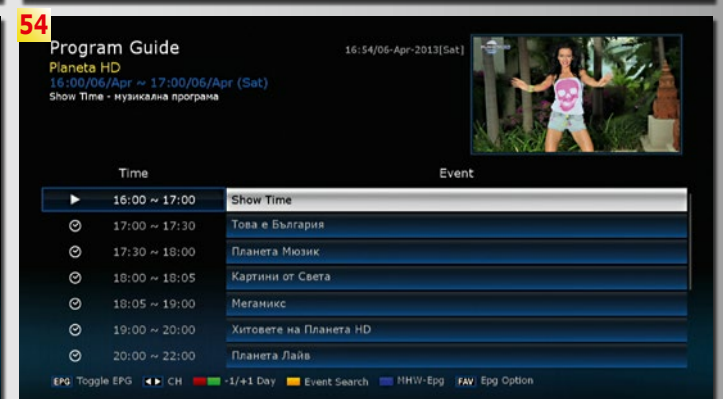 54
Program Guide
16:54/06-Apr-2013[Sat]
Planeta HD
16:00/06/Apr ~ 17:00/06/Apr (Sat)
Show Time - музикална програма
Time Event
16:00 ~ 17:00 Show Time
17:00 ~ 17:30 Това е България
17:30 ~ 18:00 Планета Мюзик
18:00 ~ 18:05 Картини от Света
18:05 ~ 19:00 Мегамикс
19:00 ~ 20:00 Хитовете на Планета HD
20:00 ~ 22:00 Планета Лайв
EPG Toggle EPG CH -1/+1 Day Event Search MHW-Epg FAV Epg Option